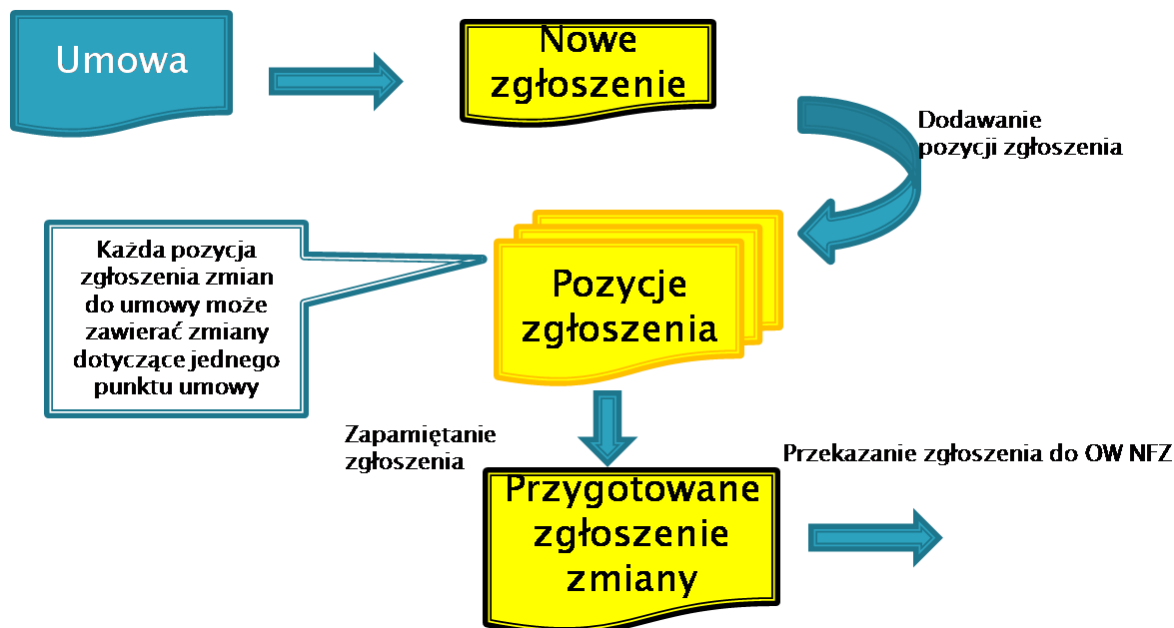 Umowa
Nowe
zgłoszenie
Dodawanie
pozycji zgłoszenia
Każda pozycja
zgłoszenia zmian
do umowy może
zawierać zmiany
dotyczące jednego
punktu umowy
Pozycje
zgłoszenia
Zapamiętanie
zgłoszenia
Przekazanie zgłoszenia do OW NFZ
Przygotowane
zgłoszenie
zmiany